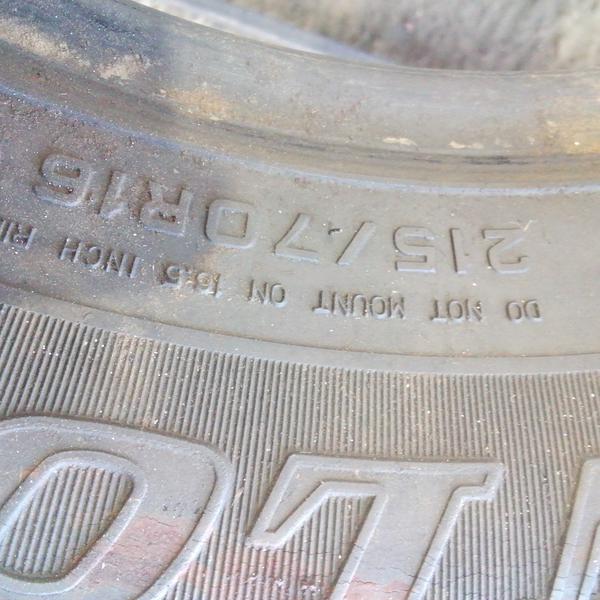 215/70R16
DO NOT MOUNT ON 16.5 INCH